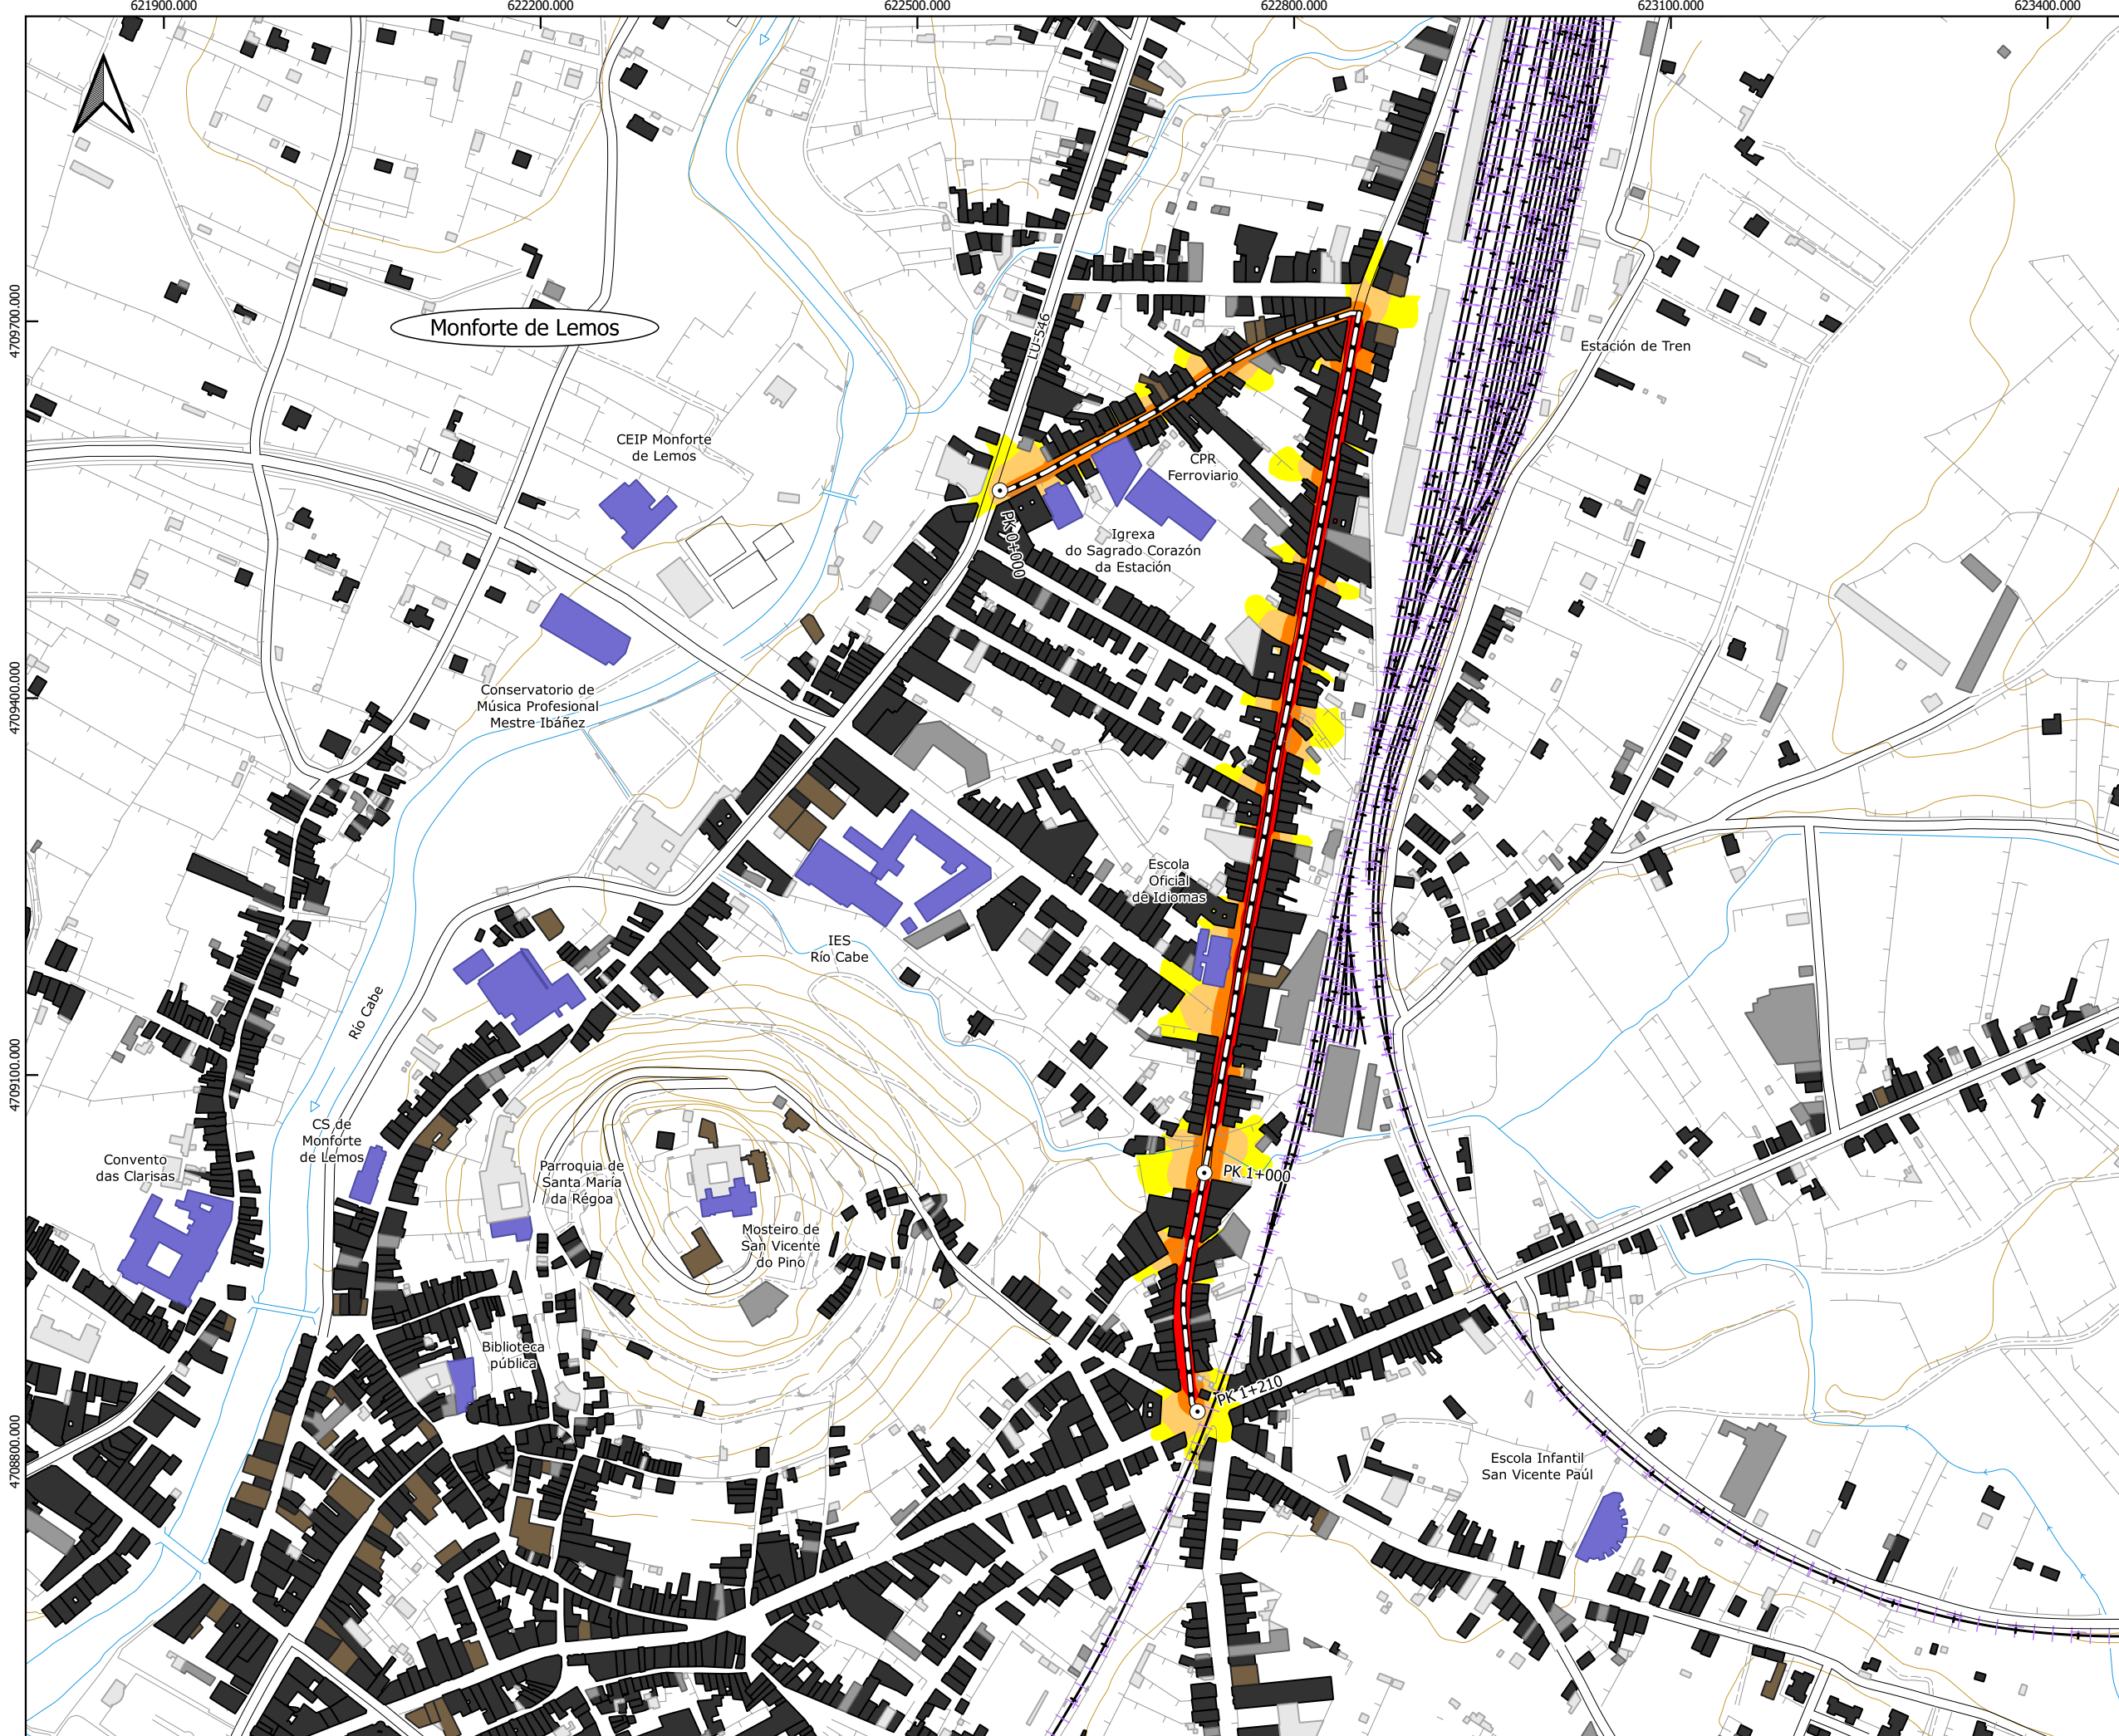 621900.000
622200.000
622500.000
622800.000
623100.000
623400.000
4709700.000
4709400.000
4709100.000
4708800.000
Monforte de Lemos
LU-546
Estación de Tren
CEIP Monforte
de Lemos
CPR
Ferroviario
PK 0+000
Igrexa
do Sagrado Corazón
da Estación
Conservatorio de
Música Profesional
Mestre Ibáñez
Escola
Oficial
de Idiomas
IES
Río Cabe
Río Cabe
CS de
Monforte
de Lemos
Convento
das Clarisas
Parroquia de
Santa María
da Régoa
PK 1+000
Mosteiro de
San Vicente
do Pino
Biblioteca
pública
PK 1+210
Escola Infantil
San Vicente Paúl